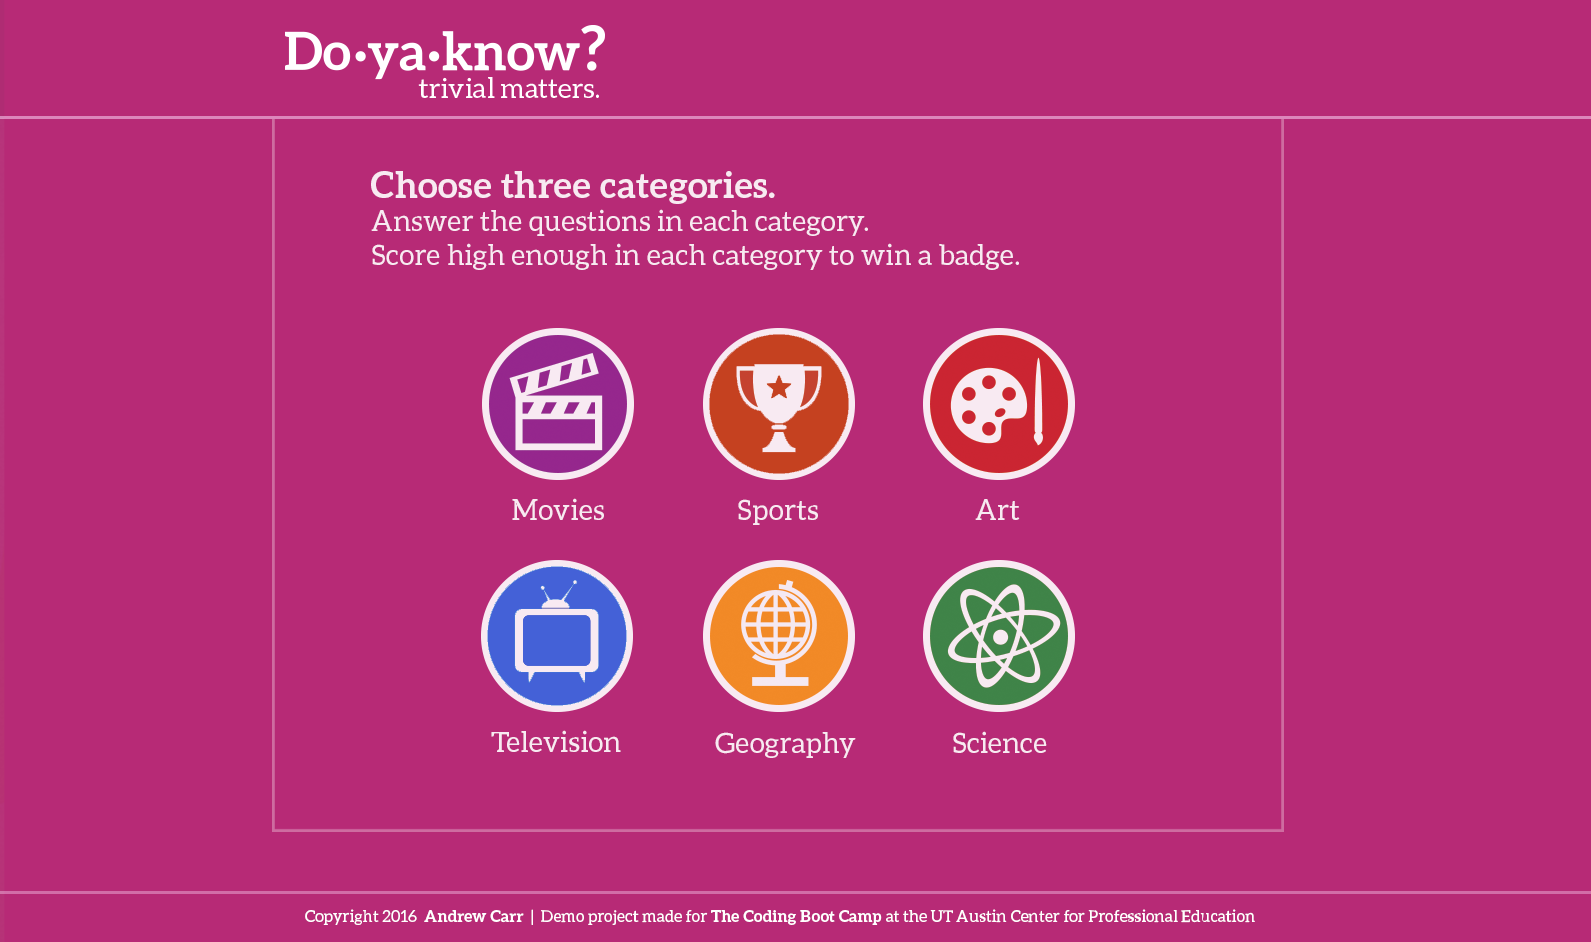 Do•ya•know?
trivial matters.
Choose three categories.
Answer the questions in each category.
Score high enough in each category to win a badge.
Movies
Sports
Art
Television
Geography
Science
Copyright 2016 Andrew Carr | Demo project made for The Coding Boot Camp at the UT Austin Center for Professional Education